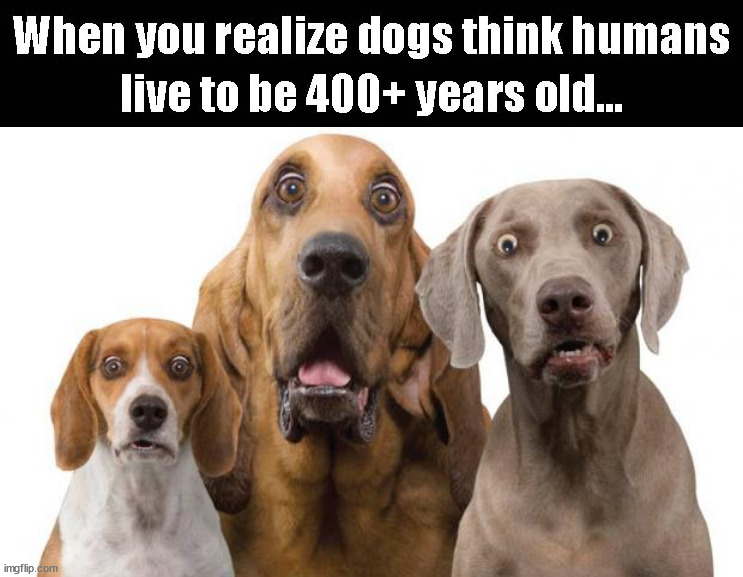 When you realize dogs think humans
live to be 400+ years old...
imgflip.com